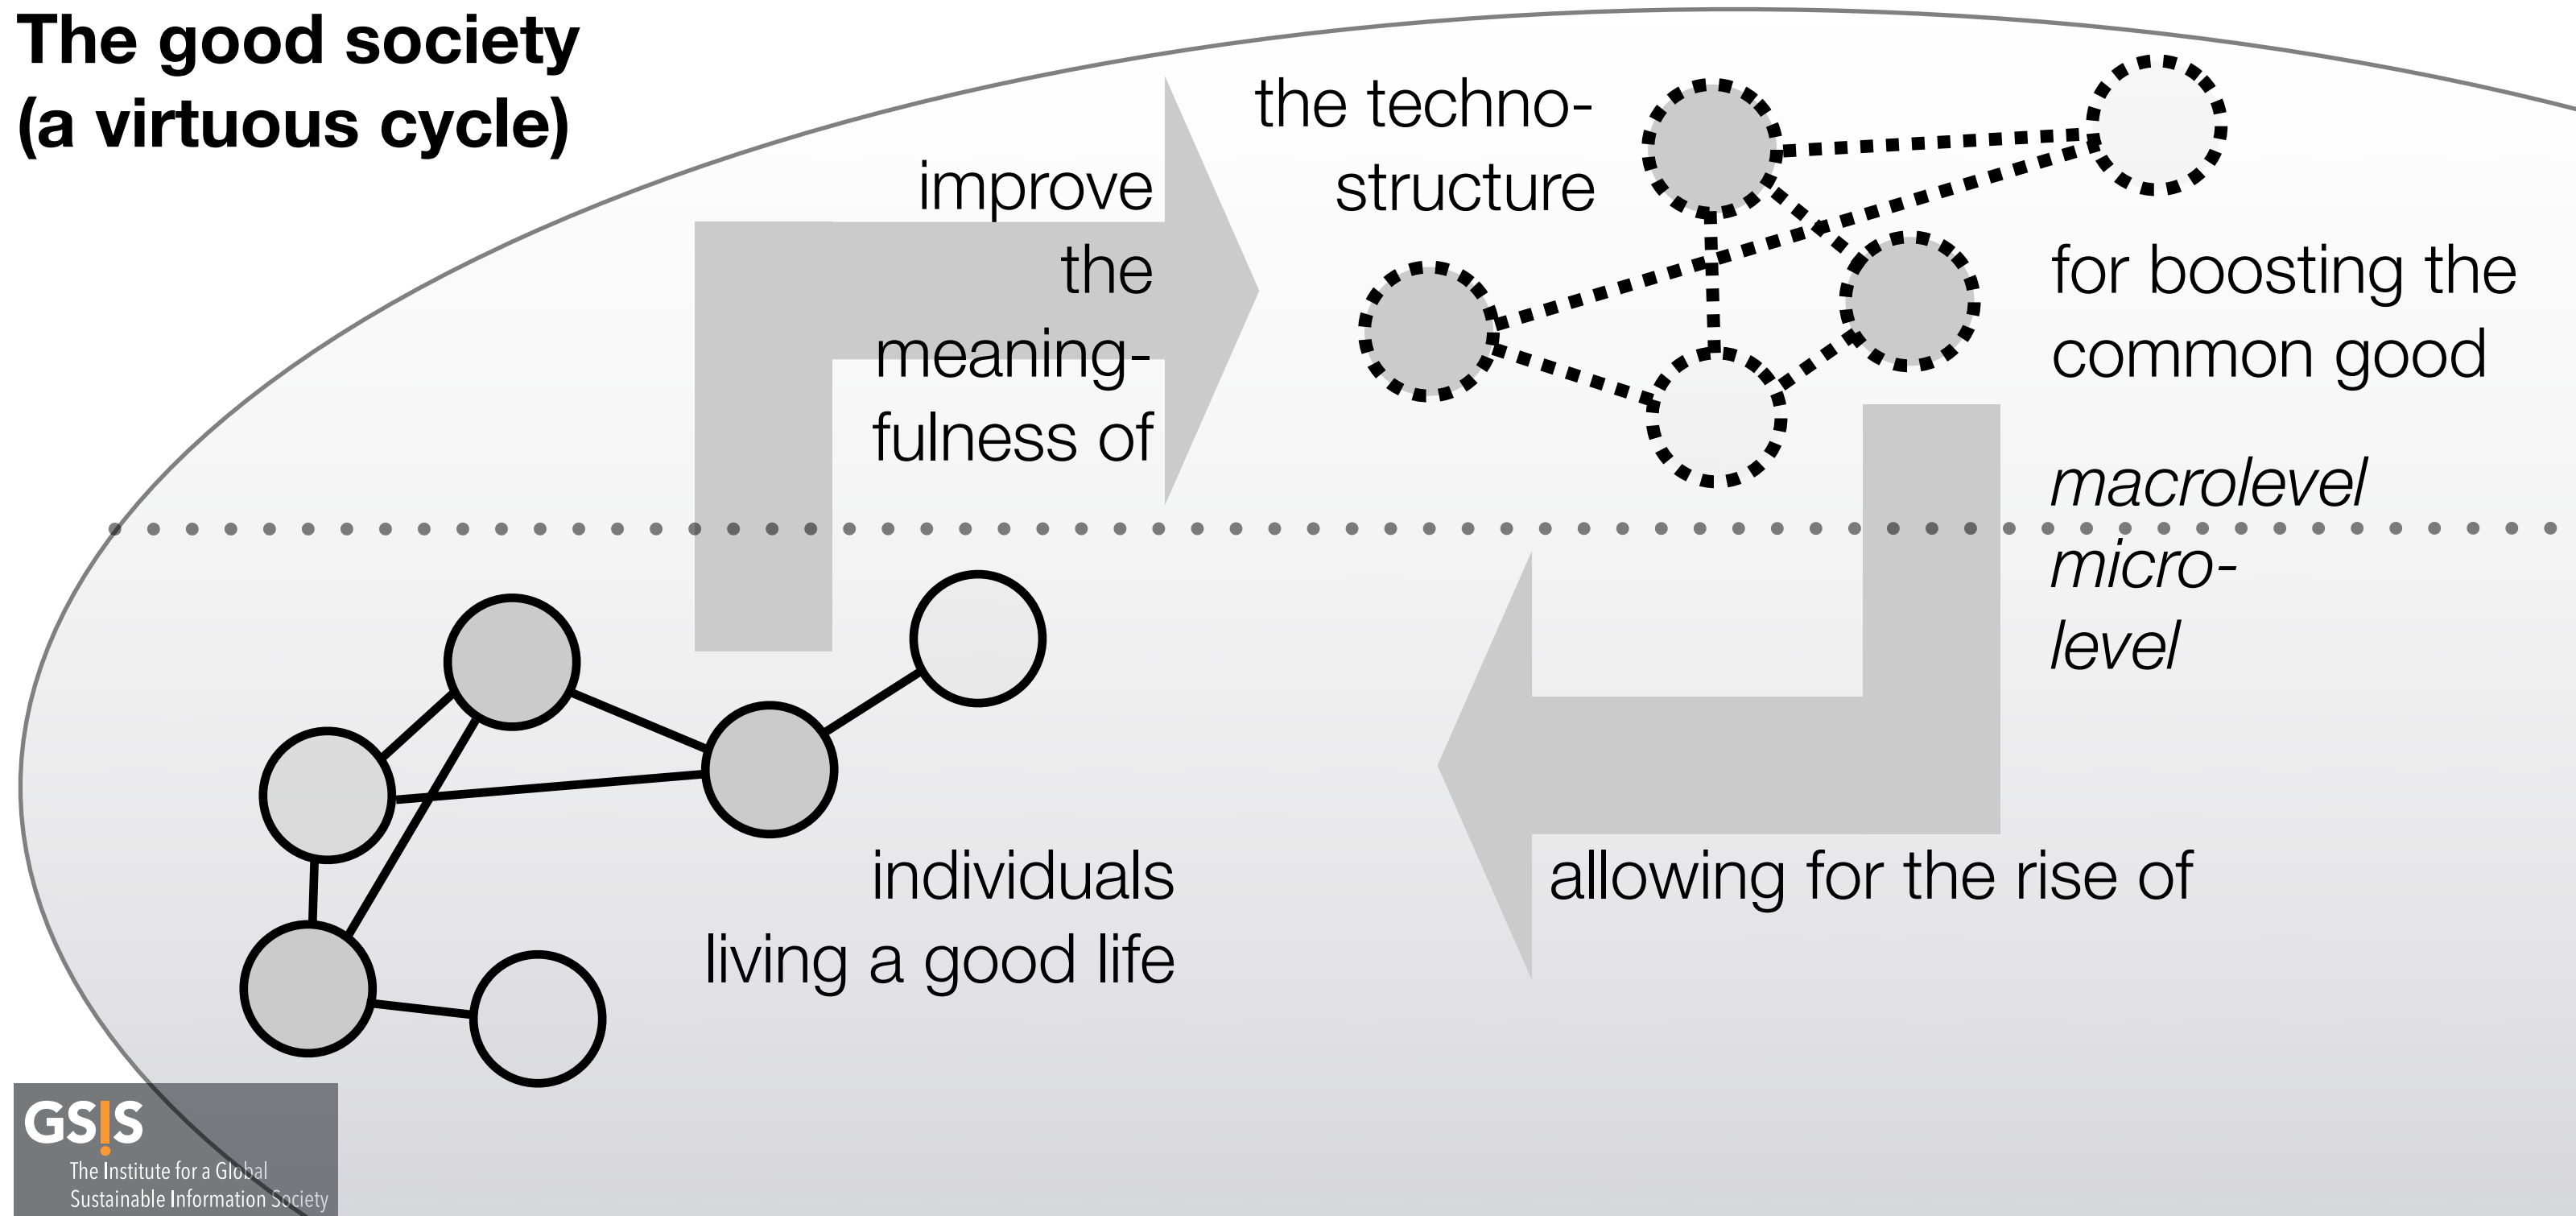 The good society
(a virtuous cycle)
improve
the
meaning-
fulness of
the techno-
structure
for boosting the
common good
macrolevel
micro-
level
individuals
living a good life
allowing for the rise of
GS!S
The Institute for a Global
Sustainable Information Society